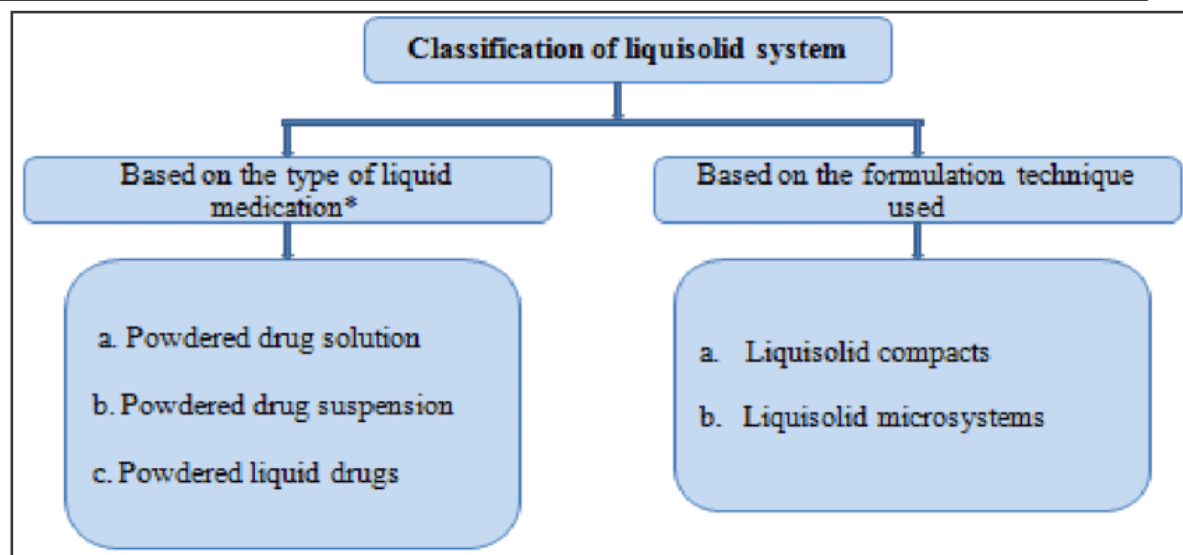 Classification of liquisolid system
Based on the type of liquid
medication*
Based on the formulation technique
used
a. Powdered drug solution
b. Powdered drug suspension
c. Powdered liquid drugs
a. Liquisolid compacts
b. Liquisolid microsystems